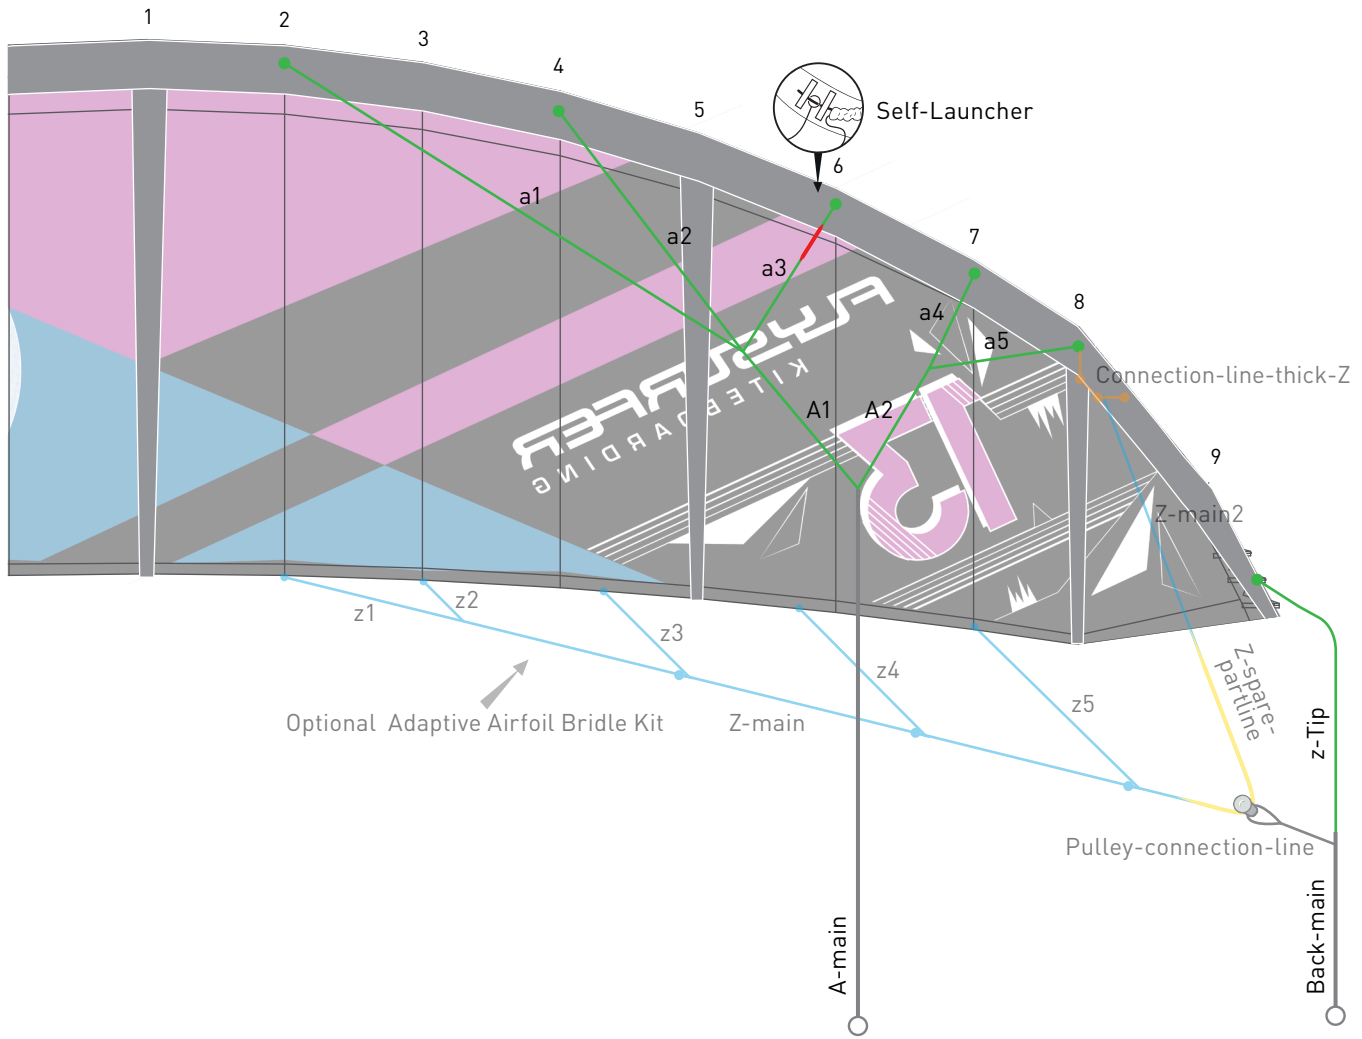 1
2
3
4
5
6
7
8
9
Self-Launcher
a1
a2
a3
a4
a5
A1
A2
Connection-line-thick-Z
Z-main2
FLYSURFER
KITEBOARDING
15
z1
z2
z3
z4
z5
Z-spare-
partline
Optional Adaptive Airfoil Bridle Kit
Z-main
z-Tip
Pulley-connection-line
A-main
Back-main